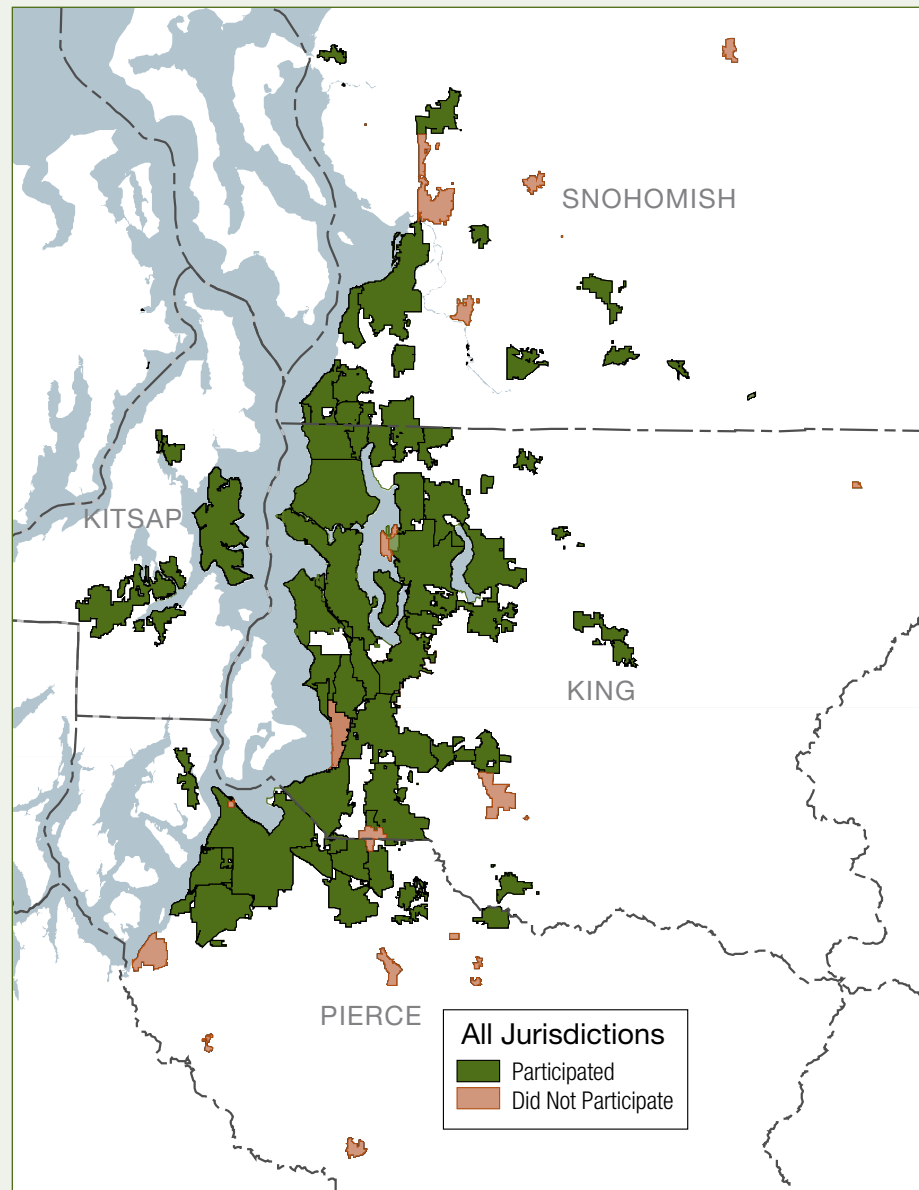 SNOHOMISH
KITSAP
KING
PIERCE
All Jurisdictions
Participated
Did Not Participate